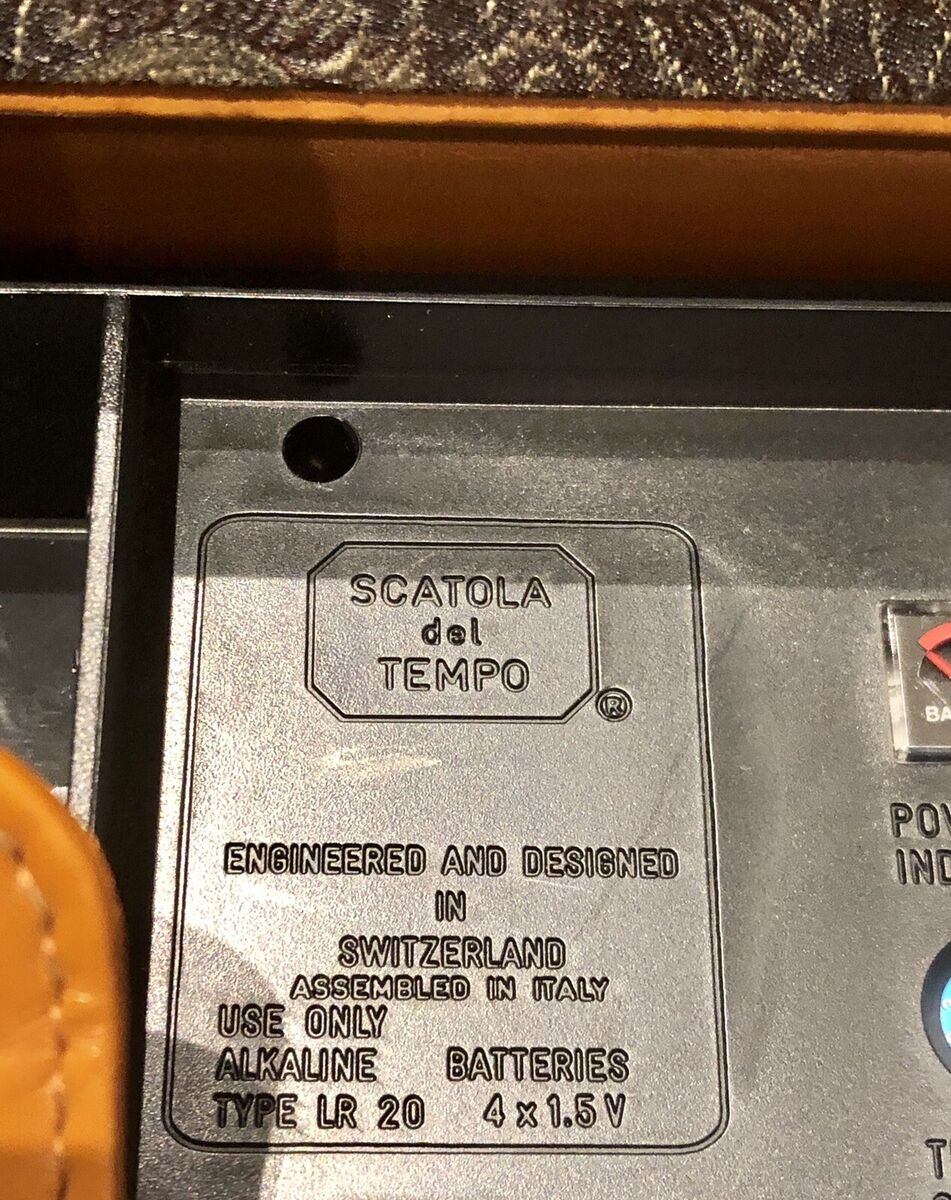 SCATOLA
del
TEMPO
®
ENGINEERED AND DESIGNED
IN
SWITZERLAND
ASSEMBLED IN ITALY
USE ONLY
ALKALINE BATTERIES
TYPE LR 20 4 x 1.5 V